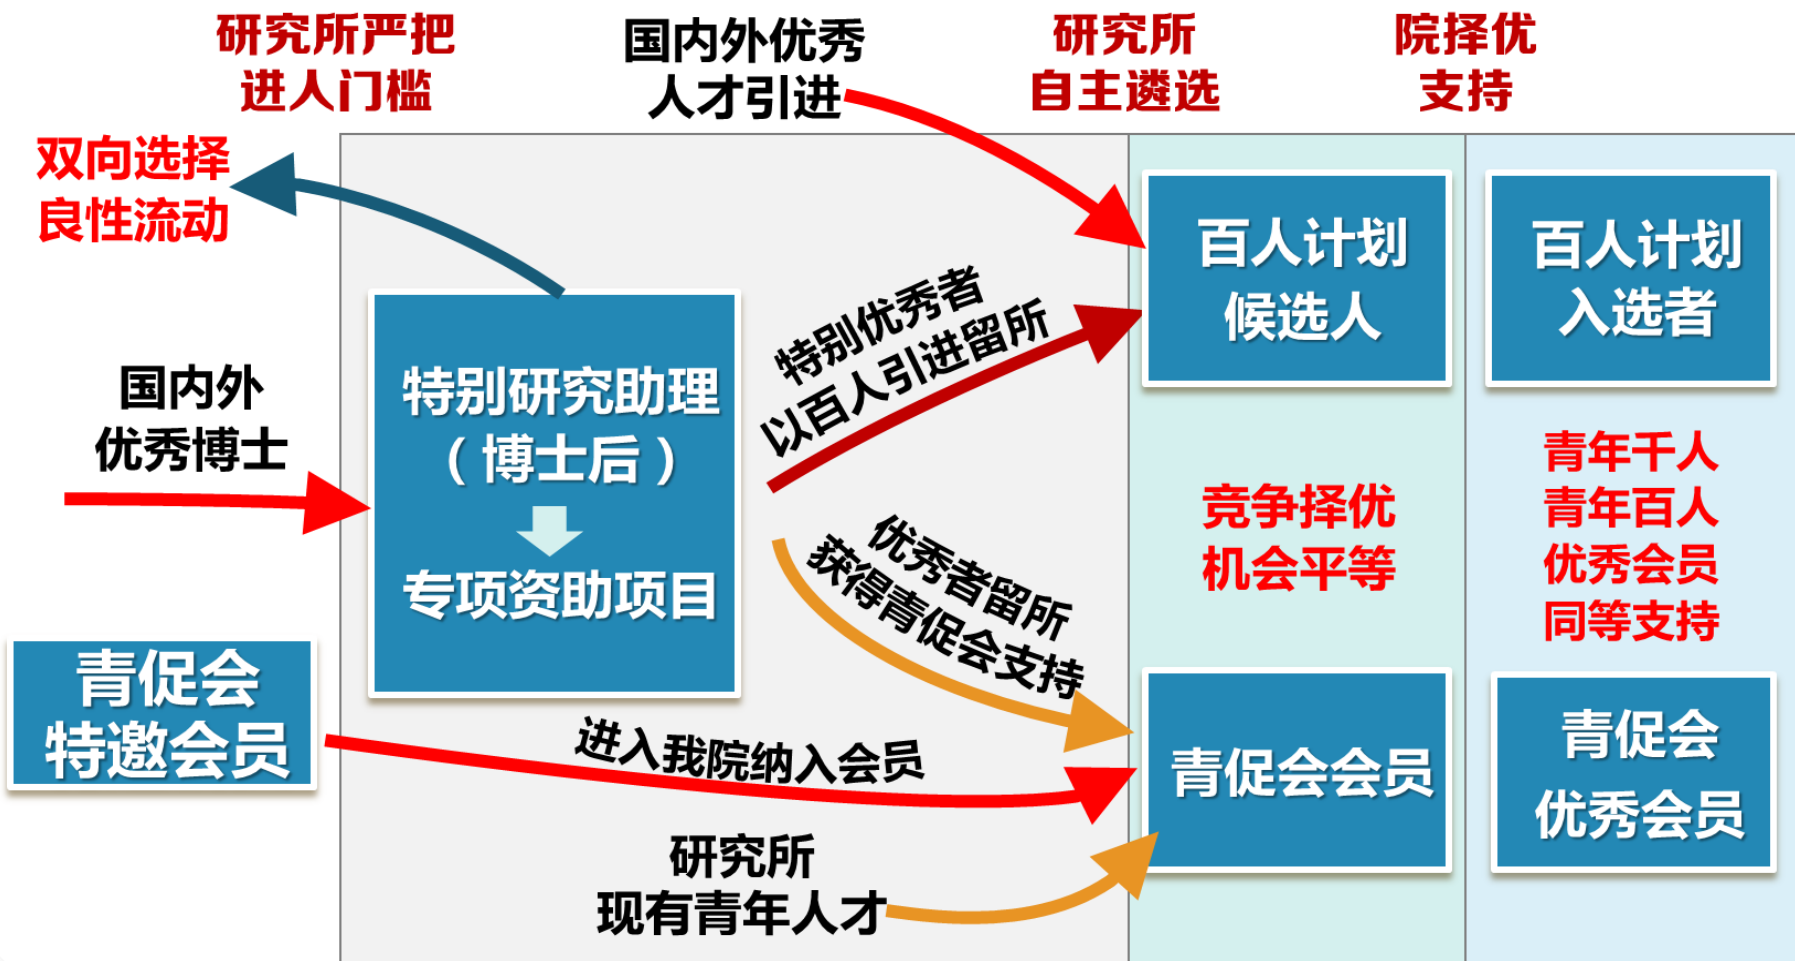 研究所严把
进人门槛
国内外优秀
人才引进
研究所
自主遴选
院择优
支持
双向选择
良性流动
国内外
优秀博士
特别研究助理
（博士后）
专项资助项目
青促会
特邀会员
特别优秀者
以百人引进留所
优秀者留所
获得青促会支持
进入我院纳入会员
研究所
现有青年人才
百人计划
候选人
竞争择优
机会平等
青促会会员
百人计划
入选者
青年千人
青年百人
优秀会员
同等支持
青促会
优秀会员